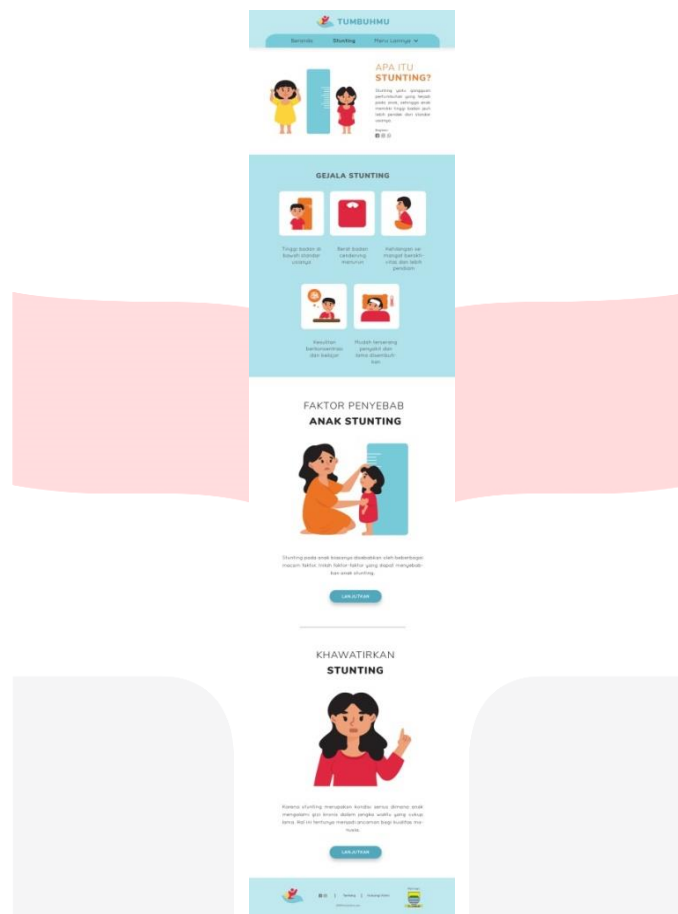 TUMBUHMU
Beranda Stunting Menu Lainnya
APA ITU
STUNTING?
Stunting yaitu gangguan
pertumbuhan yang terjadi
pada anak, sehingga anak
memiliki tinggi badan jauh
lebih pendek dari standar
usianya.
GEJALA STUNTING
Tinggi badan di
bawah standar
usianya
Berat badan
cenderung
menurun
Kehilangan se-
mangat berakti-
vitas dan lebih
pendiam
Kesulitan
berkonsentrasi
dan belajar
Mudah terserang
penyakit dan
lama disembuh-
kan
FAKTOR PENYEBAB
ANAK STUNTING
Stunting pada anak biasanya disebabkan oleh beberbagai
macam faktor. Inilah faktor-faktor yang dapat menyebab-
kan anak stunting.
LANJUTKAN
KHAWATIRKAN
STUNTING
Karena stunting merupakan kondisi serius dimana anak
mengalami gizi kronis dalam jangka waktu yang cukup
lama. Hal ini tentunya menjadi ancaman bagi kualitas ma-
nusia.
LANJUTKAN